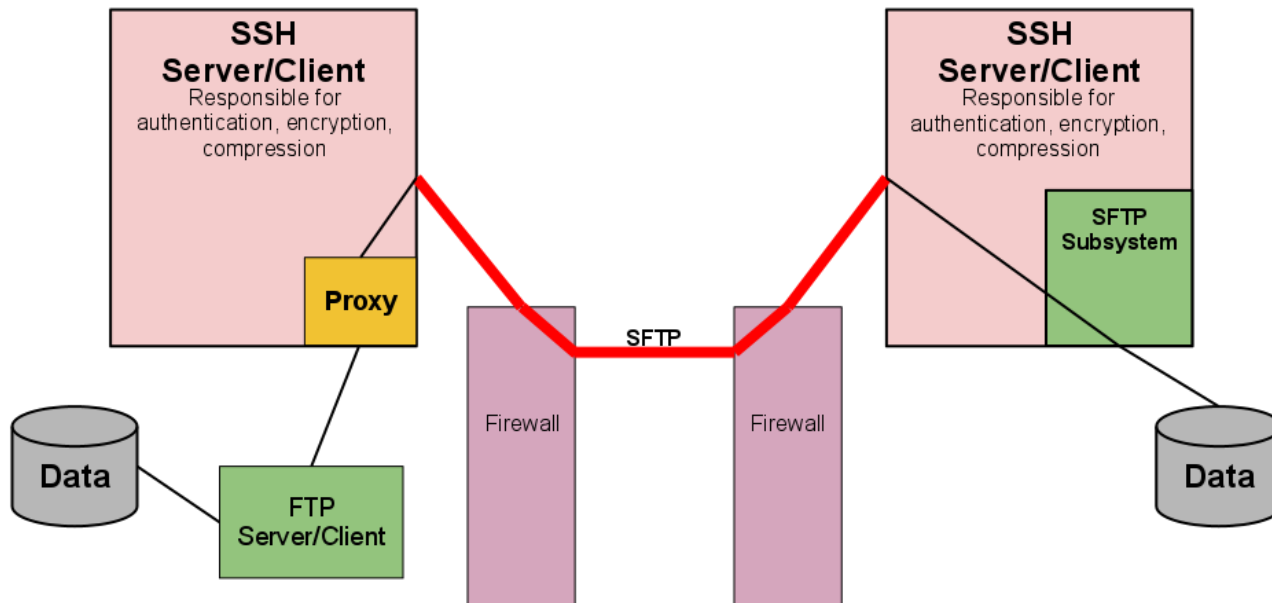 SSH
Server/Client
Responsible for
authentication, encryption,
compression
Proxy
Data
FTP
Server/Client
Firewall
SFTP
Firewall
SSH
Server/Client
Responsible for
authentication, encryption,
compression
SFTP
Subsystem
Data